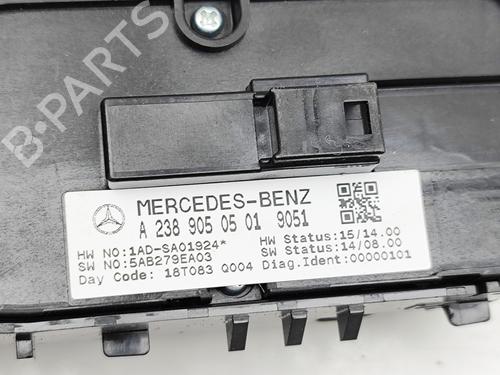 B-PARTS
MERCEDES-BENZ
A 238 905 05 01 9051
HW NO:1AD-SA01924* HW Status:15/14.00
SW NO:5AB279EA03 SW Status:14/08.00
Day Code: 18T083 Q004 Diag.Ident:00000101